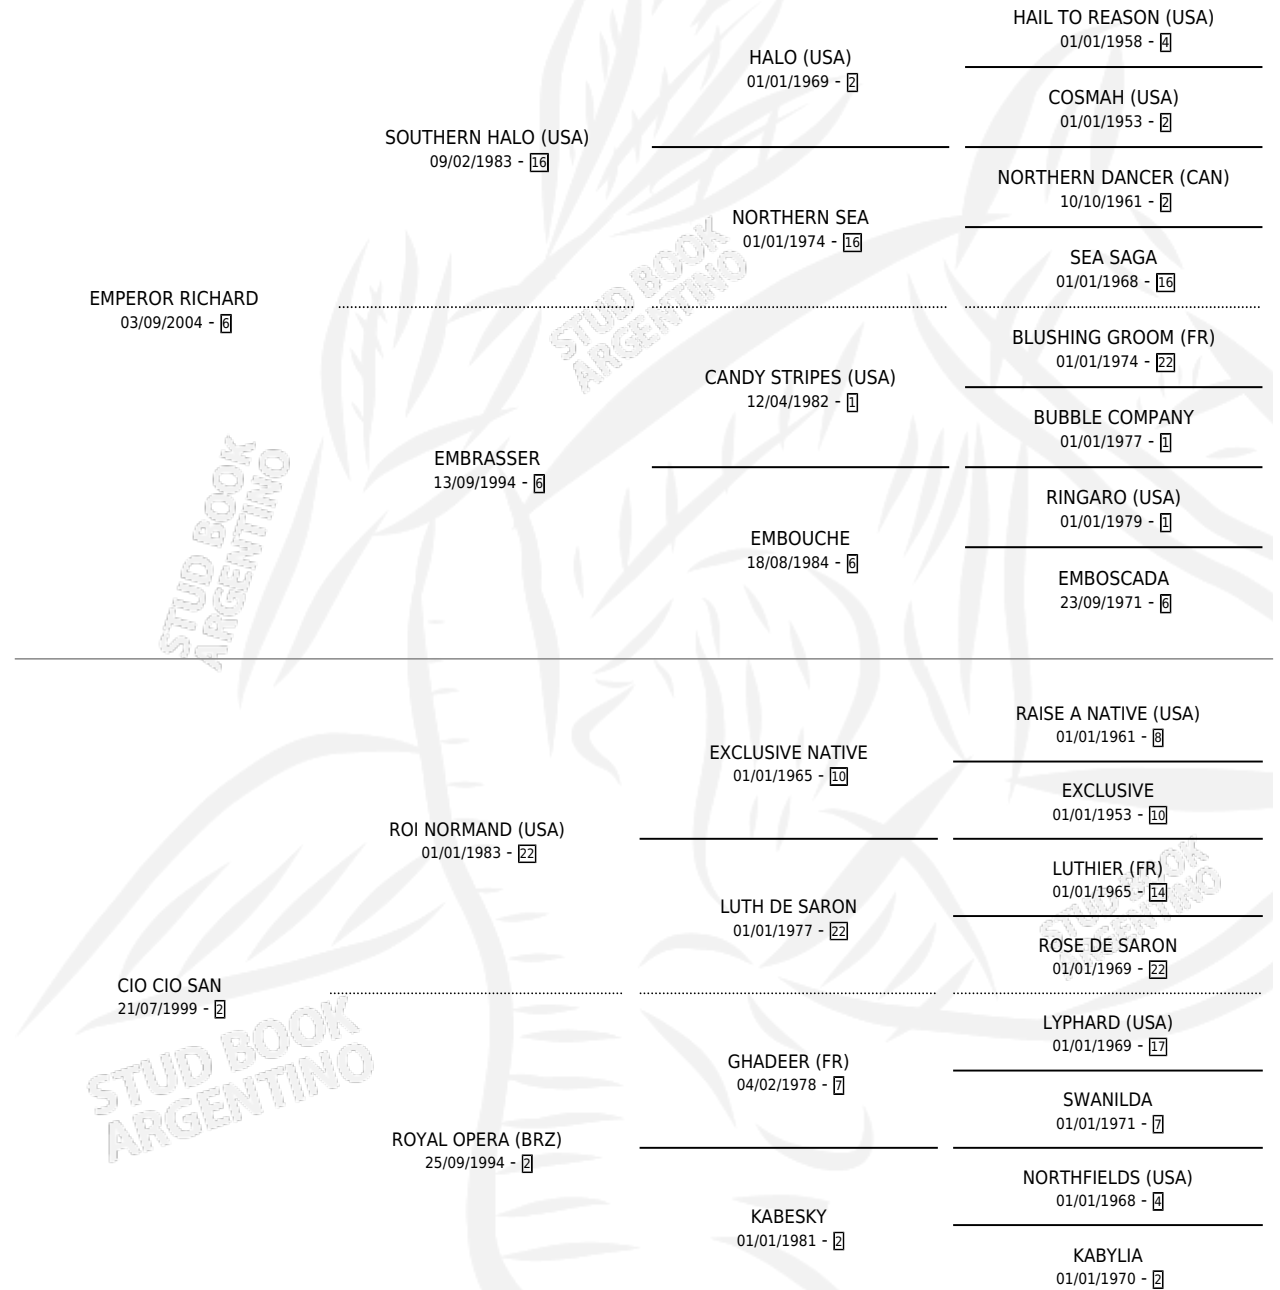 HAIL TO REASON (USA)
01/01/1958 - 4
HALO (USA)
01/01/1969 - 2
COSMAH (USA)
01/01/1953 - 2
SOUTHERN HALO (USA)
09/02/1983 - 16
NORTHERN DANCER (CAN)
10/10/1961 - 2
NORTHERN SEA
01/01/1974 - 16
SEA SAGA
01/01/1968 - 16
EMPEROR RICHARD
03/09/2004 - 6
BLUSHING GROOM (FR)
01/01/1974 - 22
CANDY STRIPES (USA)
12/04/1982 - 1
BUBBLE COMPANY
01/01/1977 - 1
EMBRASSER
13/09/1994 - 6
RINGARO (USA)
01/01/1979 - 1
EMBOUCHE
18/08/1984 - 6
EMBOSCADA
23/09/1971 - 6
STUD BOOK
ARGENTINO
STUD BOOK
ARGENTINO
RAISE A NATIVE (USA)
01/01/1961 - 8
EXCLUSIVE NATIVE
01/01/1965 - 10
EXCLUSIVE
01/01/1953 - 10
ROI NORMAND (USA)
01/01/1983 - 22
LUTHIER (FR)
01/01/1965 - 14
LUTH DE SARON
01/01/1977 - 22
ROSE DE SARON
01/01/1969 - 22
CIO CIO SAN
21/07/1999 - 2
LYPHARD (USA)
01/01/1969 - 17
GHADEER (FR)
04/02/1978 - 7
SWANILDA
01/01/1971 - 7
ROYAL OPERA (BRZ)
25/09/1994 - 2
NORTHFIELDS (USA)
01/01/1968 - 4
KABESKY
01/01/1981 - 2
KABYLIA
01/01/1970 - 2
STUD BOOK
ARGENTINO
STUD BOOK
ARGENTINO